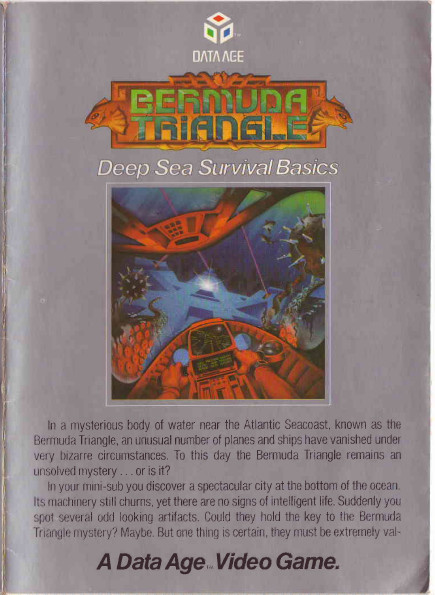 DATA AGE
BERMUDA
TRIANGLE
Deep Sea Survival Basics
In a mysterious body of water near the Atlantic Seacoast, known as the
Bermuda Triangle, an unusual number of planes and ships have vanished under
very bizarre circumstances. To this day the Bermuda Triangle remains an
unsolved mystery . . . or is it?
In your mini-sub you discover a spectacular city at the bottom of the ocean.
Its machinery still churns, yet there are no signs of intelligent life. Suddenly you
spot several odd looking artifacts. Could they hold the key to the Bermuda
Triangle mystery? Maybe. But one thing is certain, they must be extremely val-
A Data Age™ Video Game.